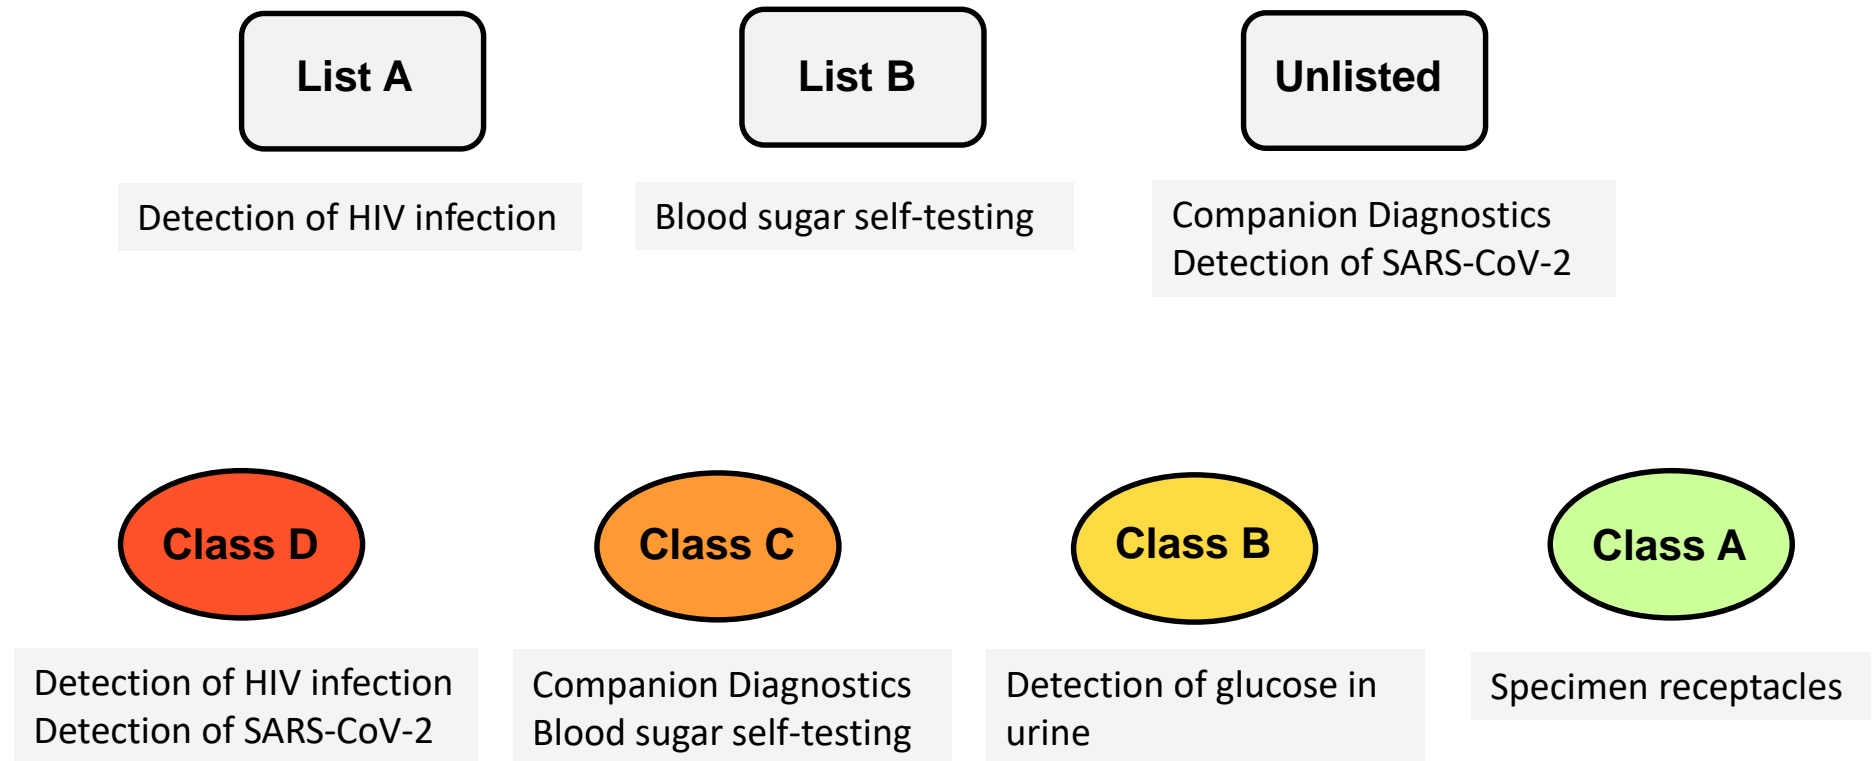 List A
List B
Unlisted
Detection of HIV infection
Blood sugar self-testing
Companion Diagnostics
Detection of SARS-CoV-2
Class D
Class C
Class B
Class A
Detection of HIV infection
Detection of SARS-CoV-2
Companion Diagnostics
Blood sugar self-testing
Detection of glucose in
urine
Specimen receptacles